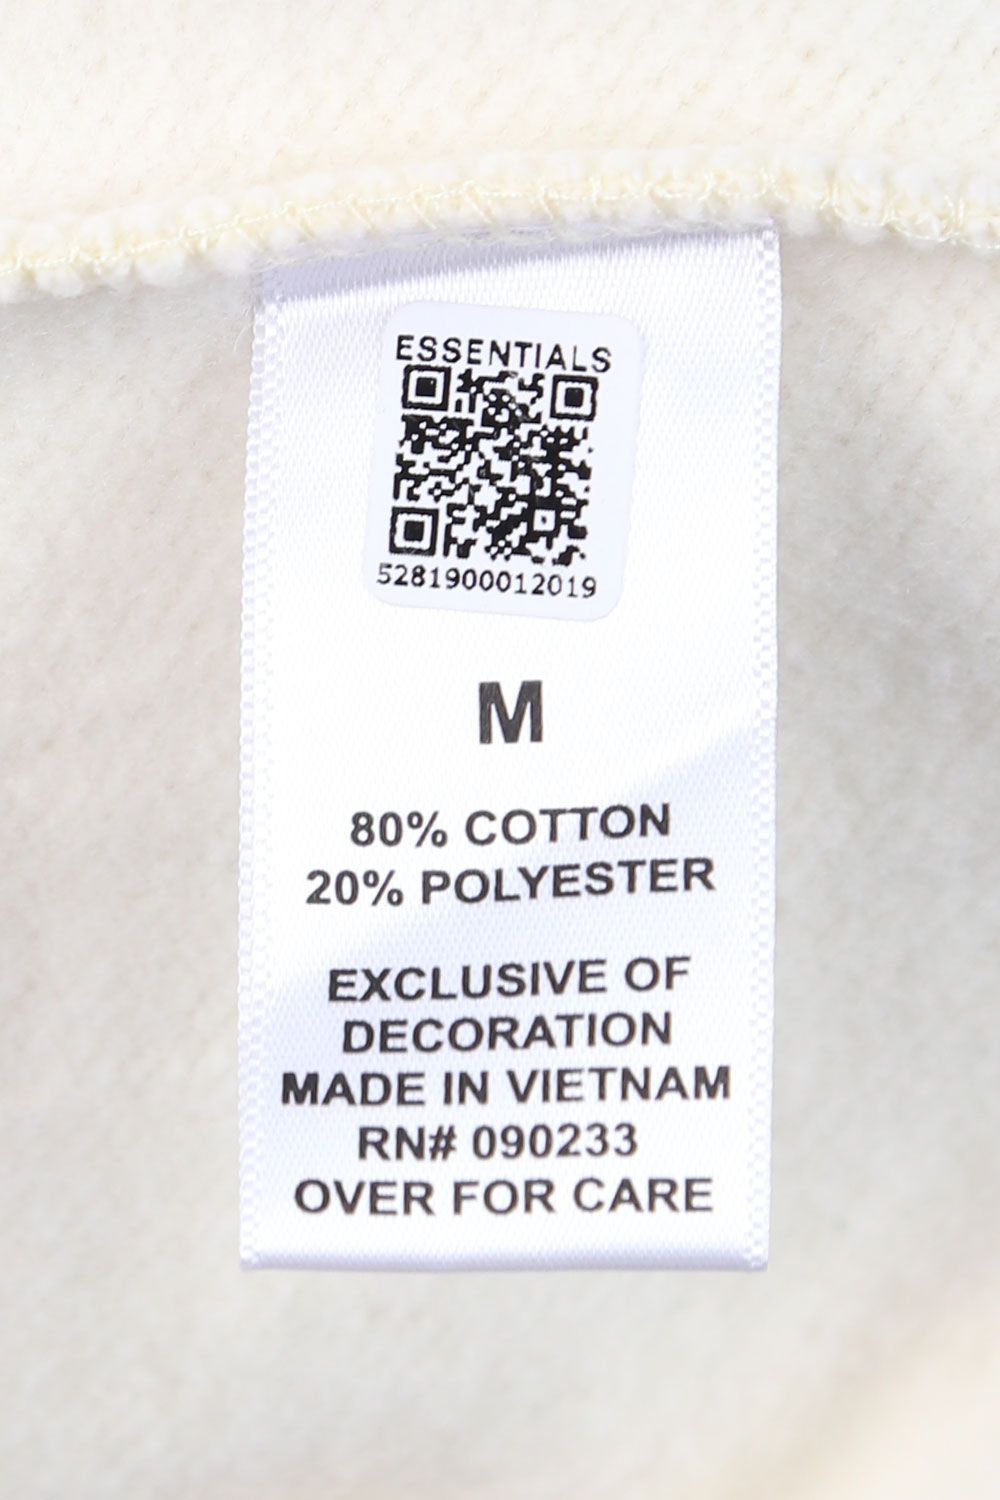 ESSENTIALS
5281900012019
M
80% COTTON
20% POLYESTER
EXCLUSIVE OF
DECORATION
MADE IN VIETNAM
RN# 090233
OVER FOR CARE